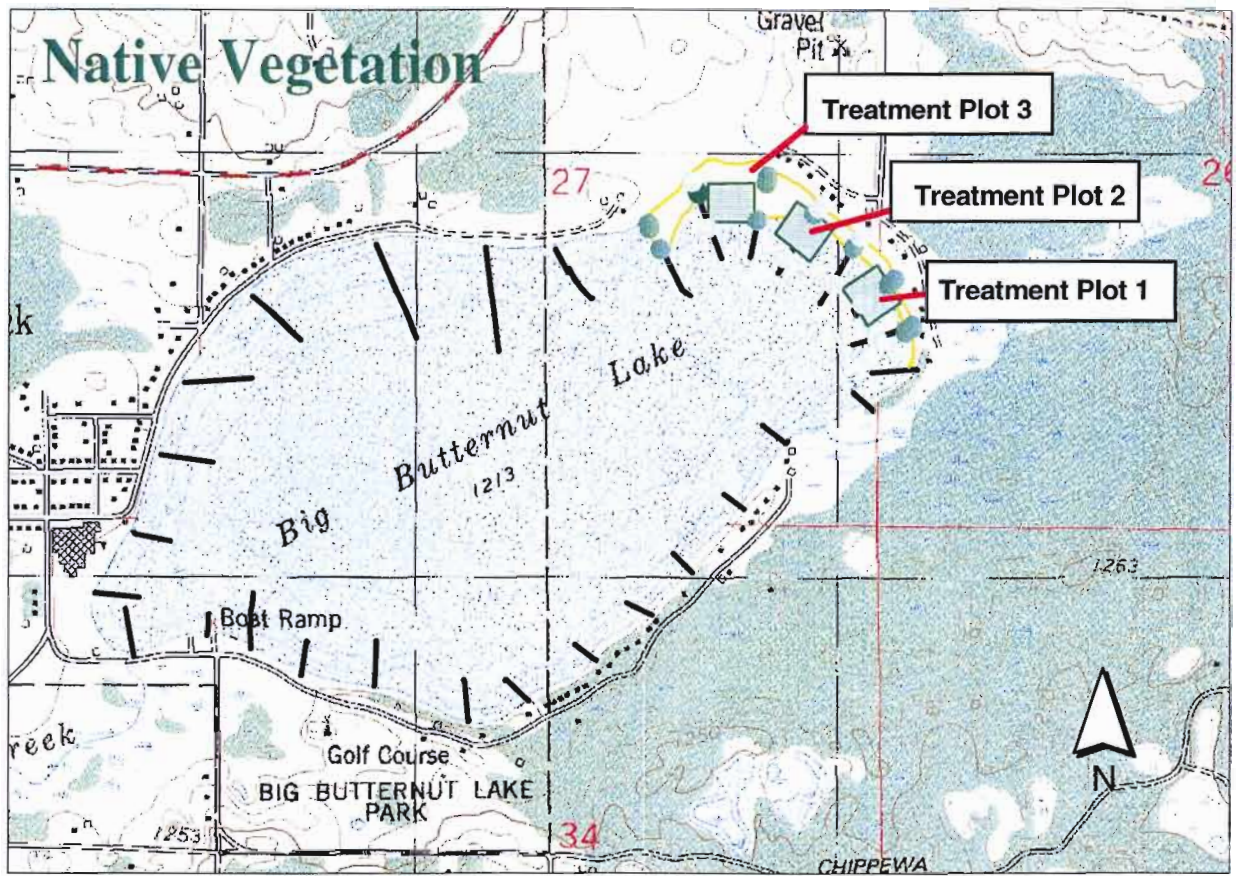 Native Vegetation
Gravel
Pit
Treatment Plot 3
27
26
Treatment Plot 2
Treatment Plot 1
k
Big Butternut Lake
1213
1263
Boat Ramp
reek
Golf Course
BIG BUTTERNUT LAKE
PARK
N
1253
34
CHIPPEWA